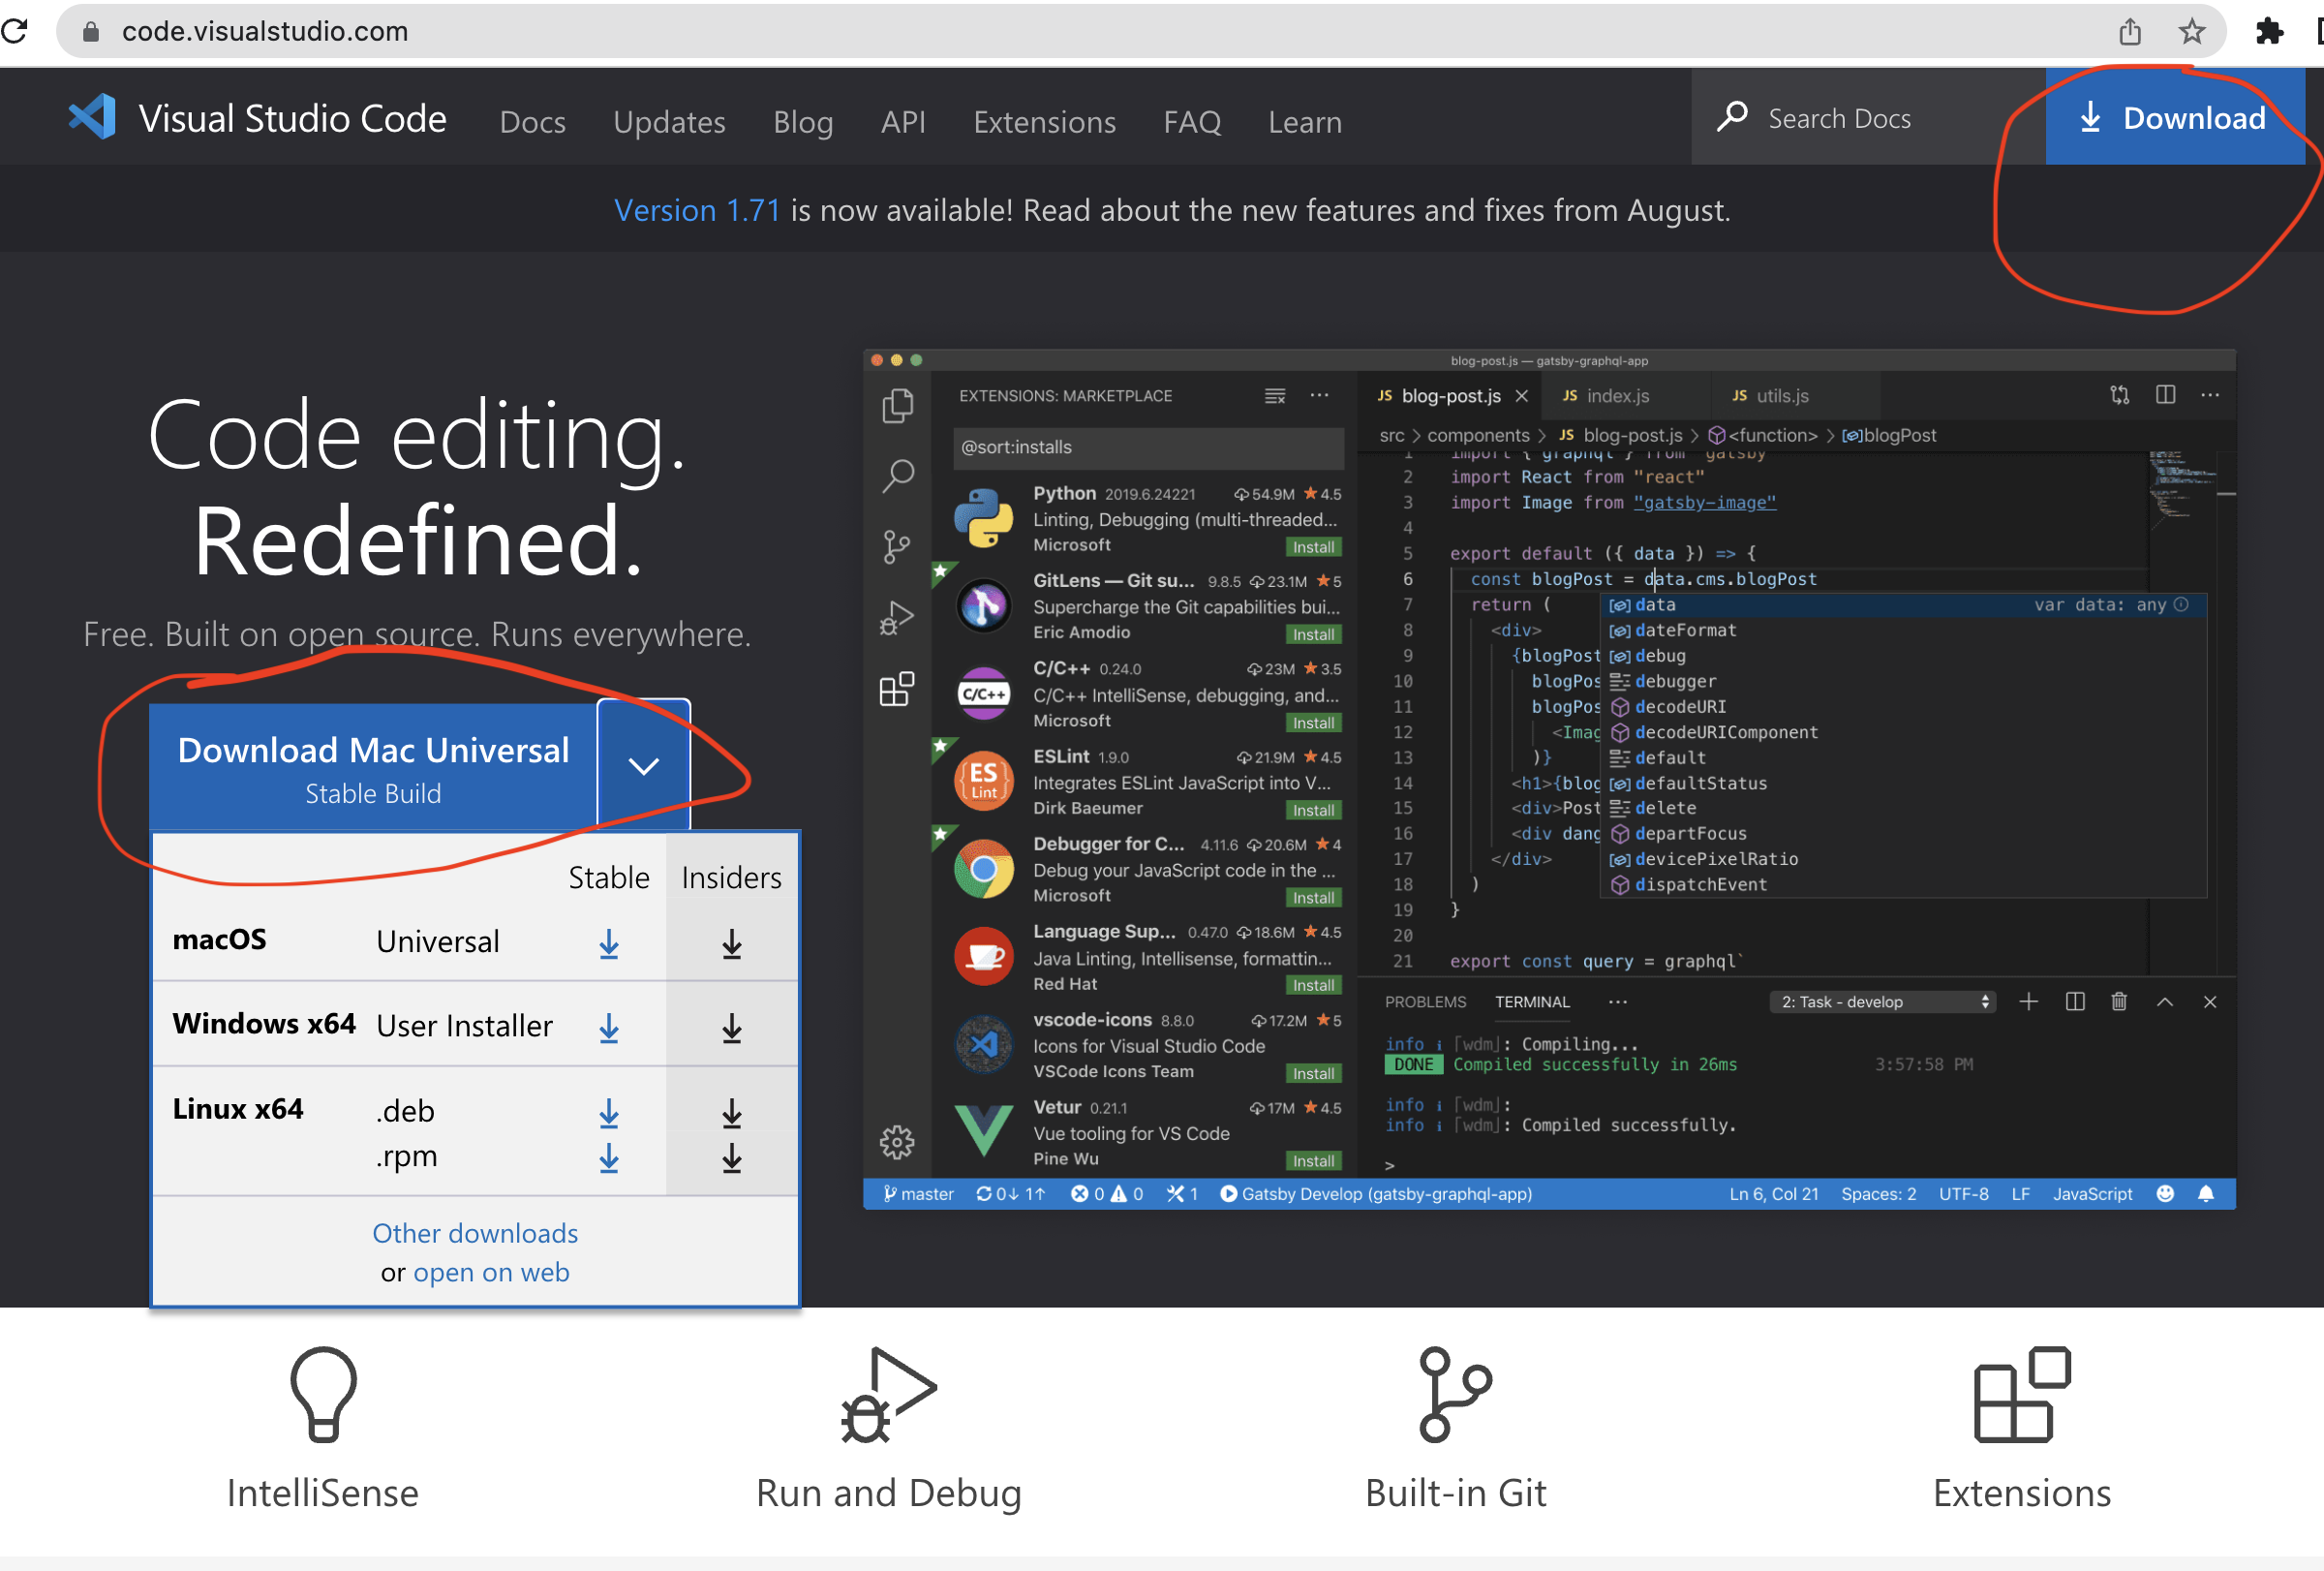 code.visualstudio.com
Visual Studio Code Docs Updates Blog API Extensions FAQ Learn Search Docs Download
Version 1.71 is now available! Read about the new features and fixes from August.
Code editing.
Redefined.
Free. Built on open source. Runs everywhere.
Download Mac Universal
Stable Build
Stable Insiders
macOS Universal
Windows x64 User Installer
Linux x64 .deb
.rpm
Other downloads
or open on web
blog-post.js — gatsby-graphql-app
EXTENSIONS: MARKETPLACE ···
@sort:installs
Python 2019.6.24221 54.9M 4.5
Linting, Debugging (multi-threaded...
Microsoft Install
GitLens — Git su... 9.8.5 23.1M 5
Supercharge the Git capabilities bui...
Eric Amodio Install
C/C++ 0.24.0 23M 3.5
C/C++
C/C++ IntelliSense, debugging, and...
Microsoft Install
ESLint 1.9.0 21.9M 4.5
{ES}
Lint
Integrates ESLint JavaScript into V...
Dirk Baeumer Install
Debugger for C... 4.11.6 20.6M 4
Debug your JavaScript code in the ...
Microsoft Install
Language Sup... 0.47.0 18.6M 4.5
Java Linting, Intellisense, formattin...
Red Hat Install
vscode-icons 8.8.0 17.2M 5
Icons for Visual Studio Code
VSCode Icons Team Install
Vetur 0.21.1 17M 4.5
Vue tooling for VS Code
Pine Wu Install
JS blog-post.js JS index.js JS utils.js ···
src > components > JS blog-post.js > <function> > blogPost
1 import { graphql } from "gatsby"
2 import React from "react"
3 import Image from "gatsby-image"
4
5 export default ({ data }) => {
6 const blogPost = data.cms.blogPost
7 return (
8 <div>
9 {blogPost
10 blogPos
11 blogPos
12 <Imag
13 )}
14 <h1>{blog
15 <div>Post
16 <div dang
17 </div>
18 )
19 }
20
21 export const query = graphql`
data var data: any
dateFormat
debug
debugger
decodeURI
decodeURIComponent
default
defaultStatus
delete
departFocus
devicePixelRatio
dispatchEvent
PROBLEMS TERMINAL ··· 2: Task - develop
info i ｢wdm｣: Compiling...
DONE Compiled successfully in 26ms 3:57:58 PM
info i ｢wdm｣:
info i ｢wdm｣: Compiled successfully.
>
master 0↓ 1↑ 0 0 1 Gatsby Develop (gatsby-graphql-app) Ln 6, Col 21 Spaces: 2 UTF-8 LF JavaScript
IntelliSense Run and Debug Built-in Git Extensions